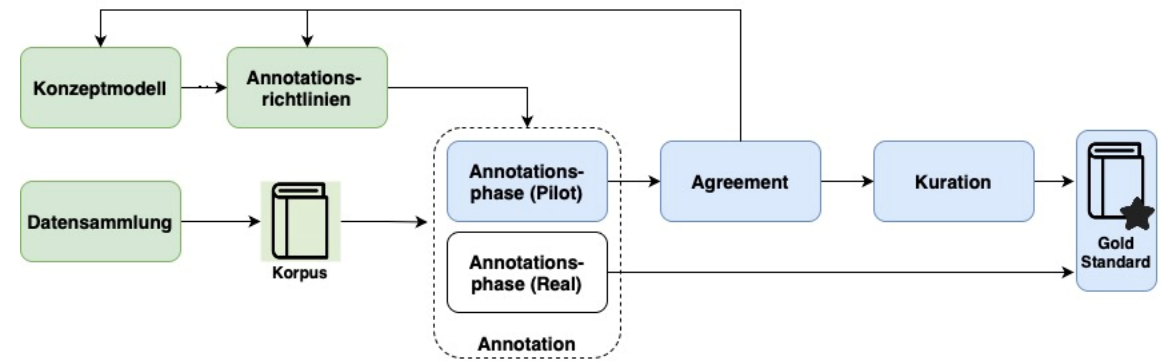 Konzeptmodell
Annotations-
richtlinien
Datensammlung
Korpus
Annotations-
phase (Pilot)
Annotations-
phase (Real)
Annotation
Agreement
Kuration
Gold
Standard